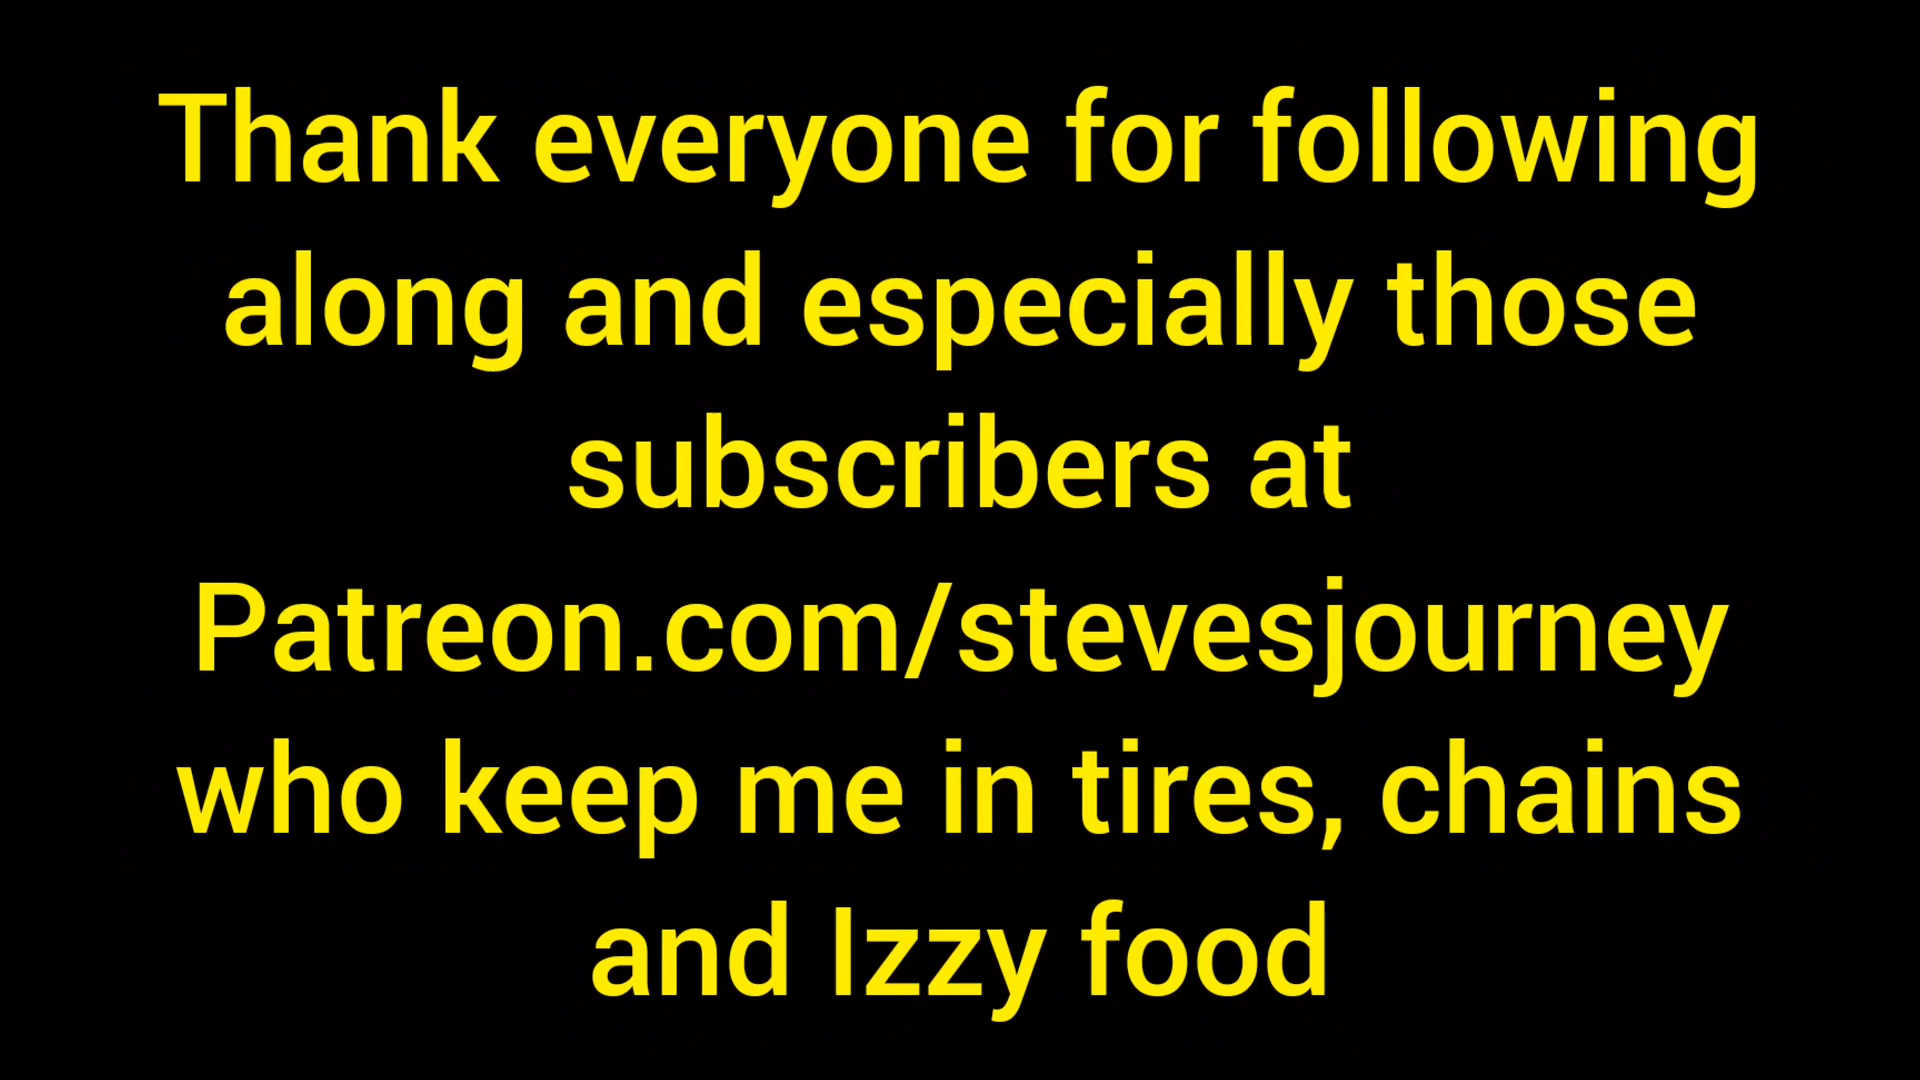 Thank everyone for following
along and especially those
subscribers at
Patreon.com/stevesjourney
who keep me in tires, chains
and Izzy food